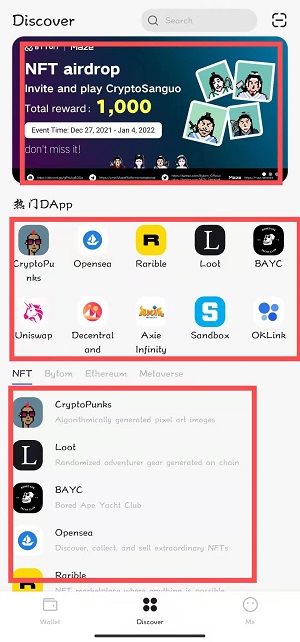 Discover
Search
NFT airdrop
Invite and play CryptoSanguo
Total reward: 1,000
Event Time: Dec 27, 2021 - Jan 4, 2022
don't miss it!
热门DApp
CryptoPu
nks
Opensea
Rarible
Loot
BAYC
Uniswap
Decentral
and
Axie
Infinity
Sandbox
OKLink
NFT Bytom Ethereum Metaverse
CryptoPunks
Algorithmically generated pixel art images
Loot
Randomized adventurer gear generated on chain
BAYC
Bored Ape Yacht Club
Opensea
Discover, collect, and sell extraordinary NFTs
Rarible
NFT marketplace where anything is possible
Wallet
Discover
Me